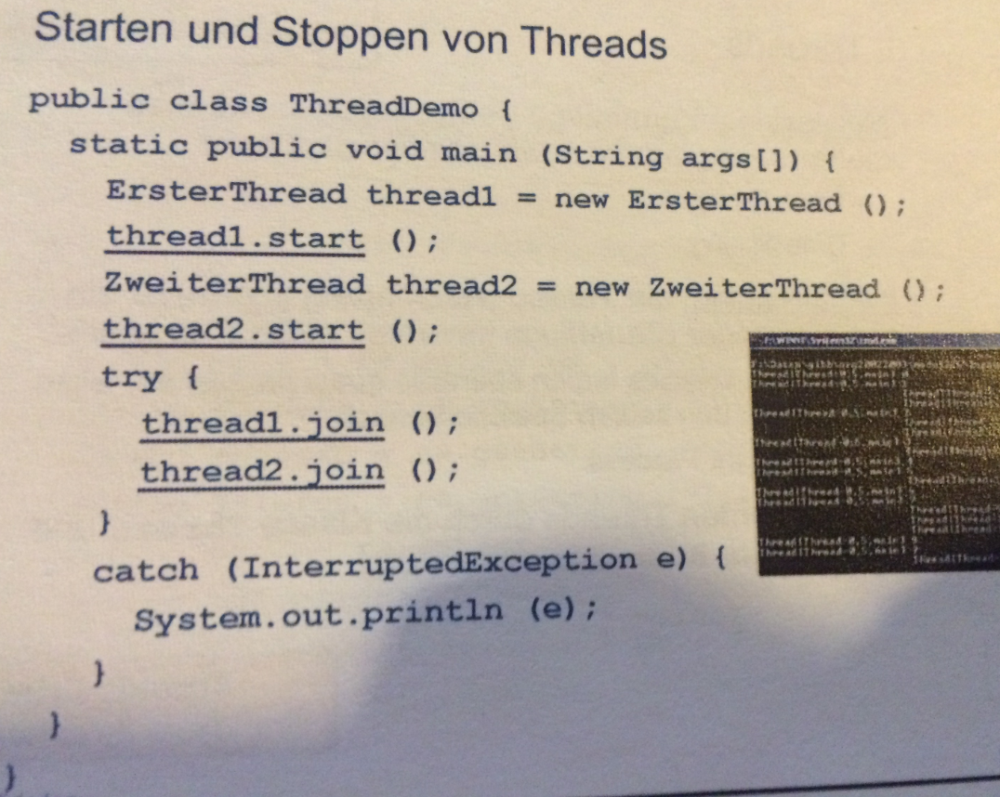 Starten und Stoppen von Threads
public class ThreadDemo {
static public void main (String args[]) {
ErsterThread thread1 = new ErsterThread ();
thread1.start ();
ZweiterThread thread2 = new ZweiterThread ();
thread2.start ();
try {
thread1.join ();
thread2.join ();
}
catch (InterruptedException e) {
System.out.println (e);
}
}
}